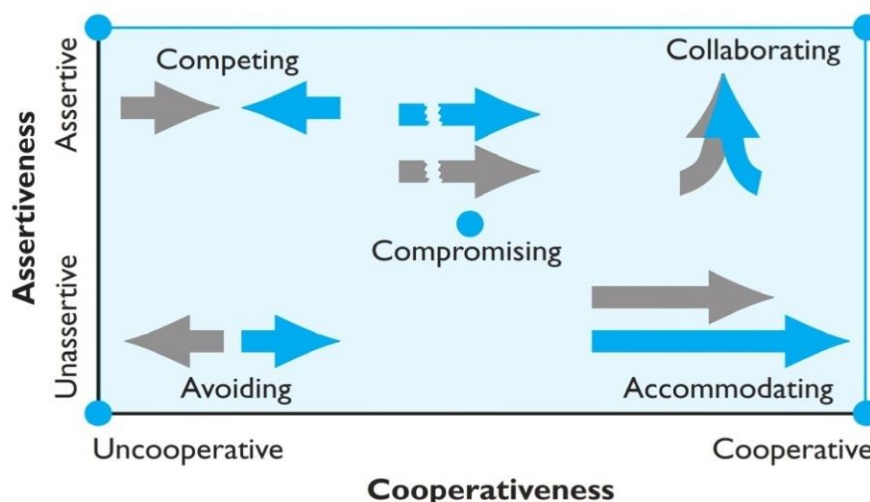 Assertiveness
Assertive
Unassertive
Competing
Collaborating
Compromising
Avoiding
Accommodating
Uncooperative
Cooperative
Cooperativeness